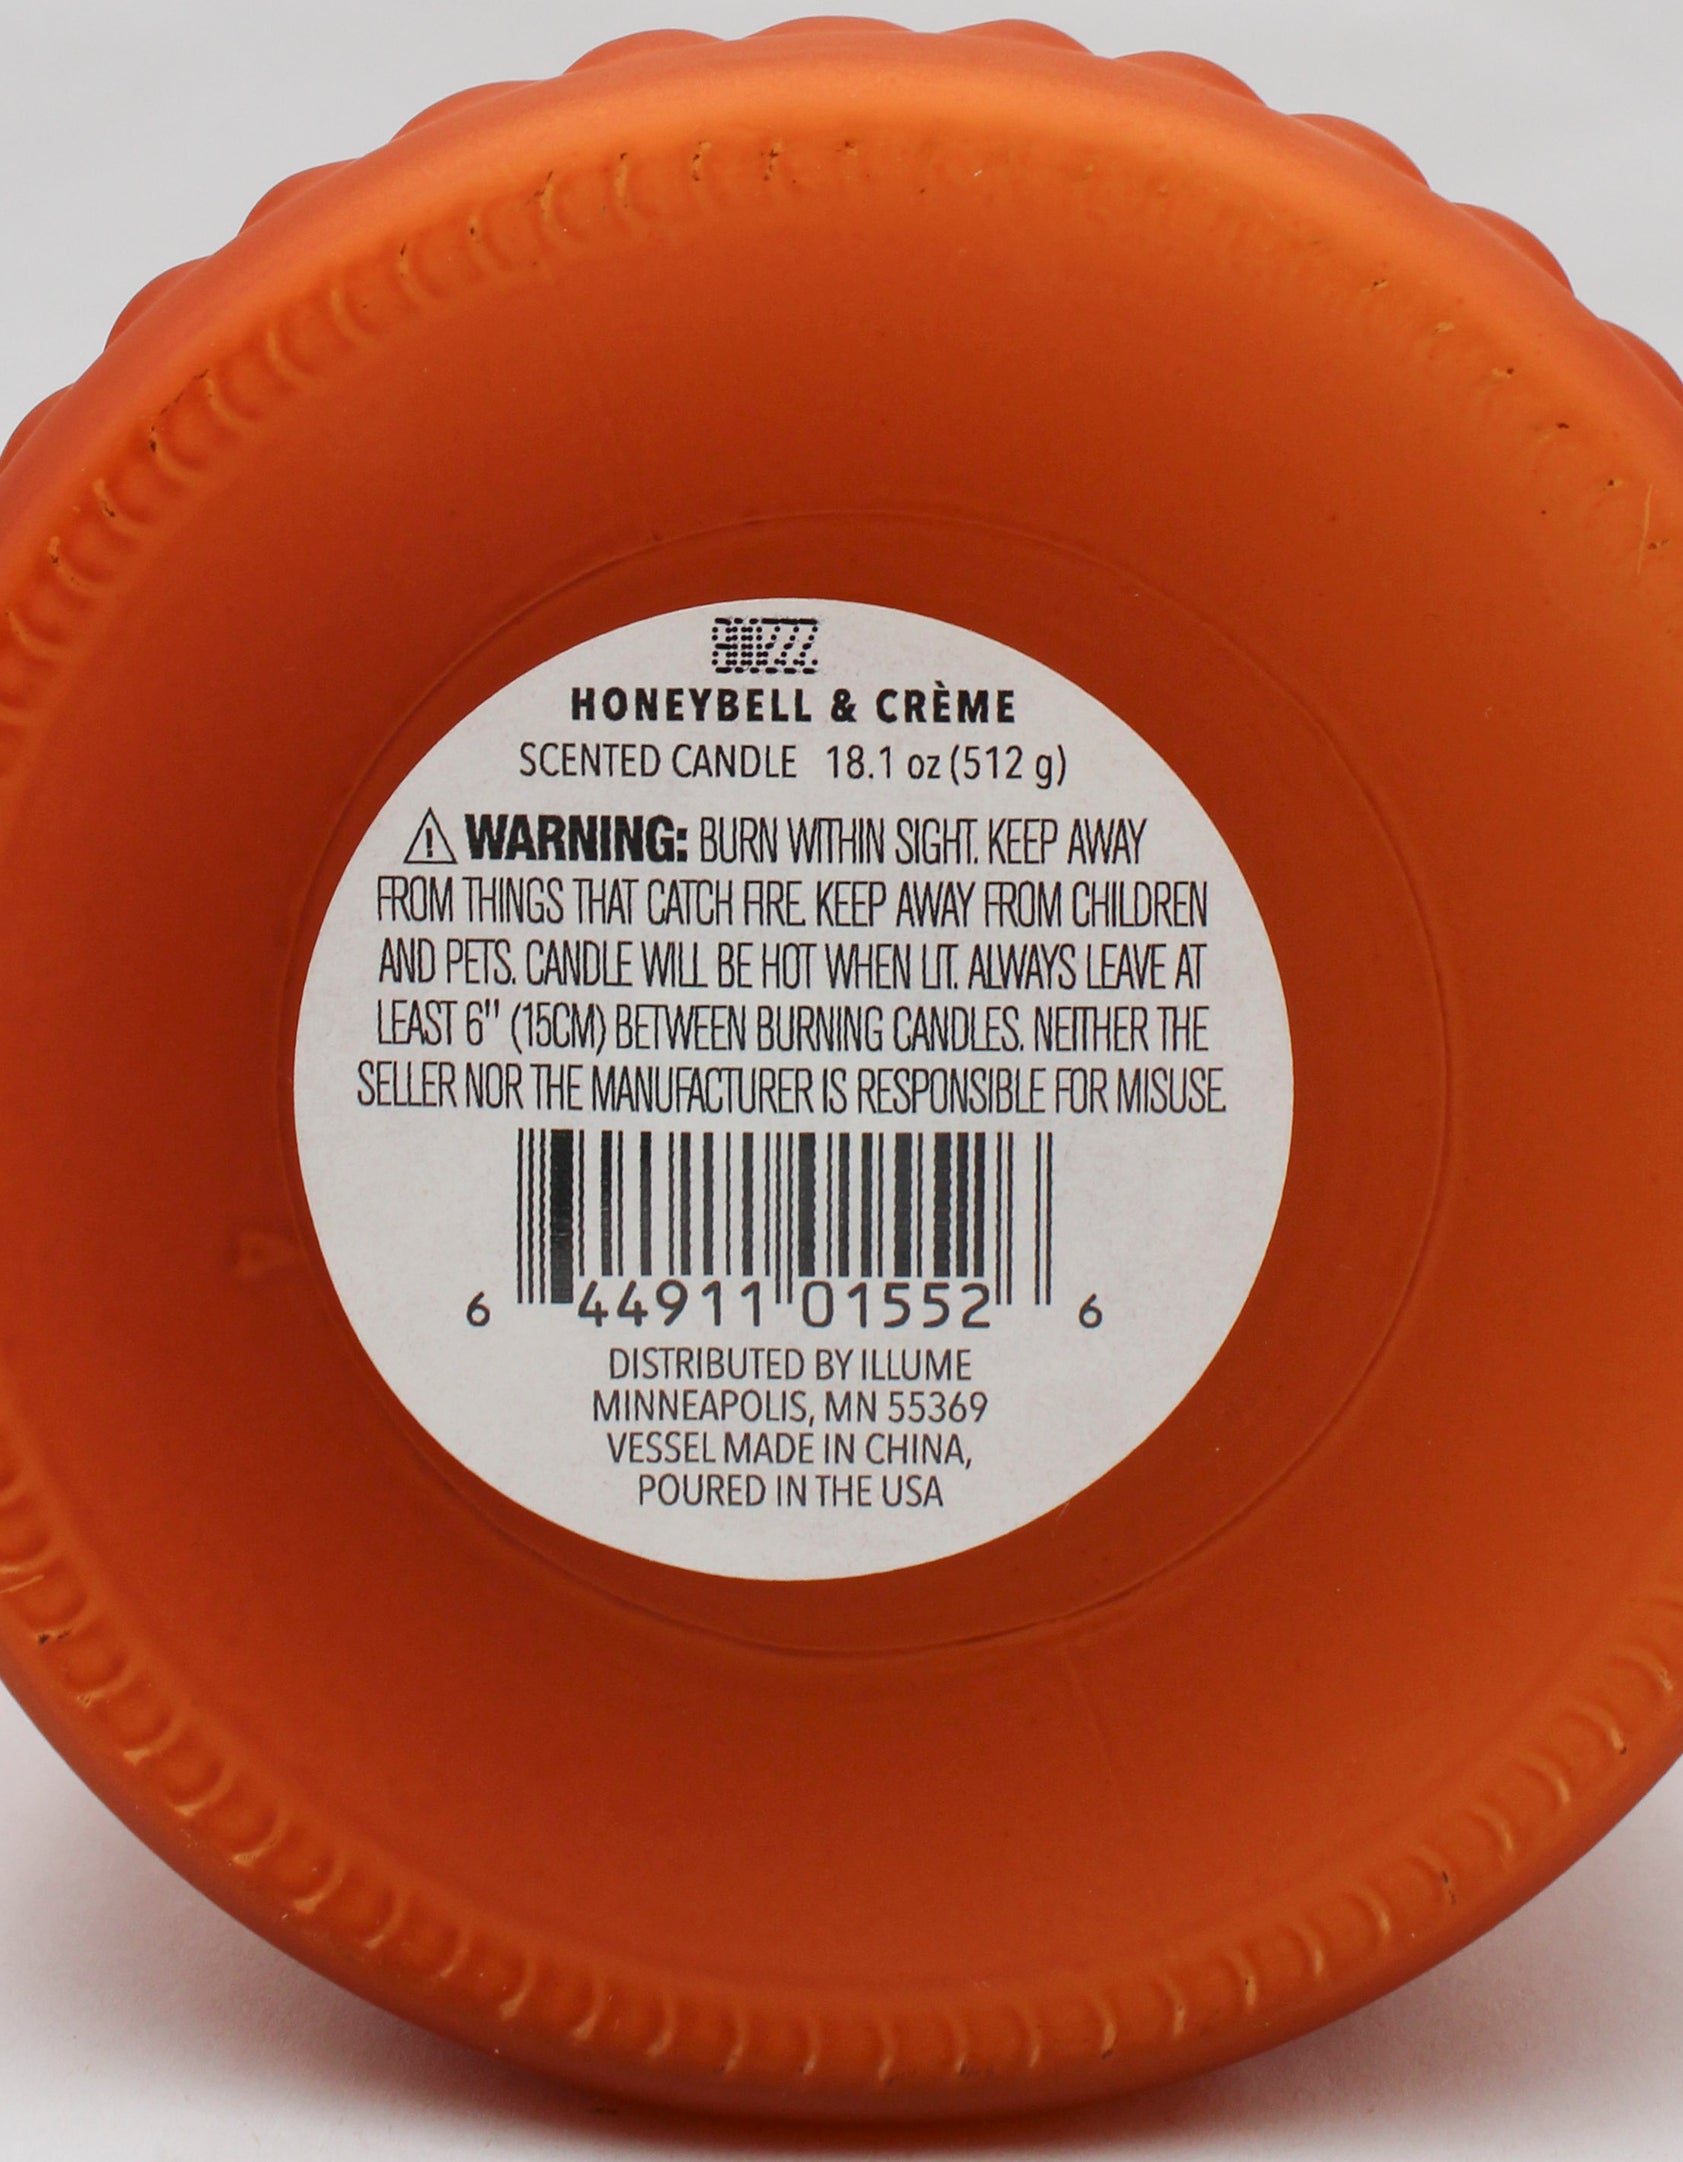 HONEYBELL & CRÈME
SCENTED CANDLE 18.1 oz (512 g)
WARNING: BURN WITHIN SIGHT. KEEP AWAY
FROM THINGS THAT CATCH FIRE. KEEP AWAY FROM CHILDREN
AND PETS. CANDLE WILL BE HOT WHEN LIT. ALWAYS LEAVE AT
LEAST 6" (15CM) BETWEEN BURNING CANDLES. NEITHER THE
SELLER NOR THE MANUFACTURER IS RESPONSIBLE FOR MISUSE.
6 44911 01552 6
DISTRIBUTED BY ILLUME
MINNEAPOLIS, MN 55369
VESSEL MADE IN CHINA,
POURED IN THE USA